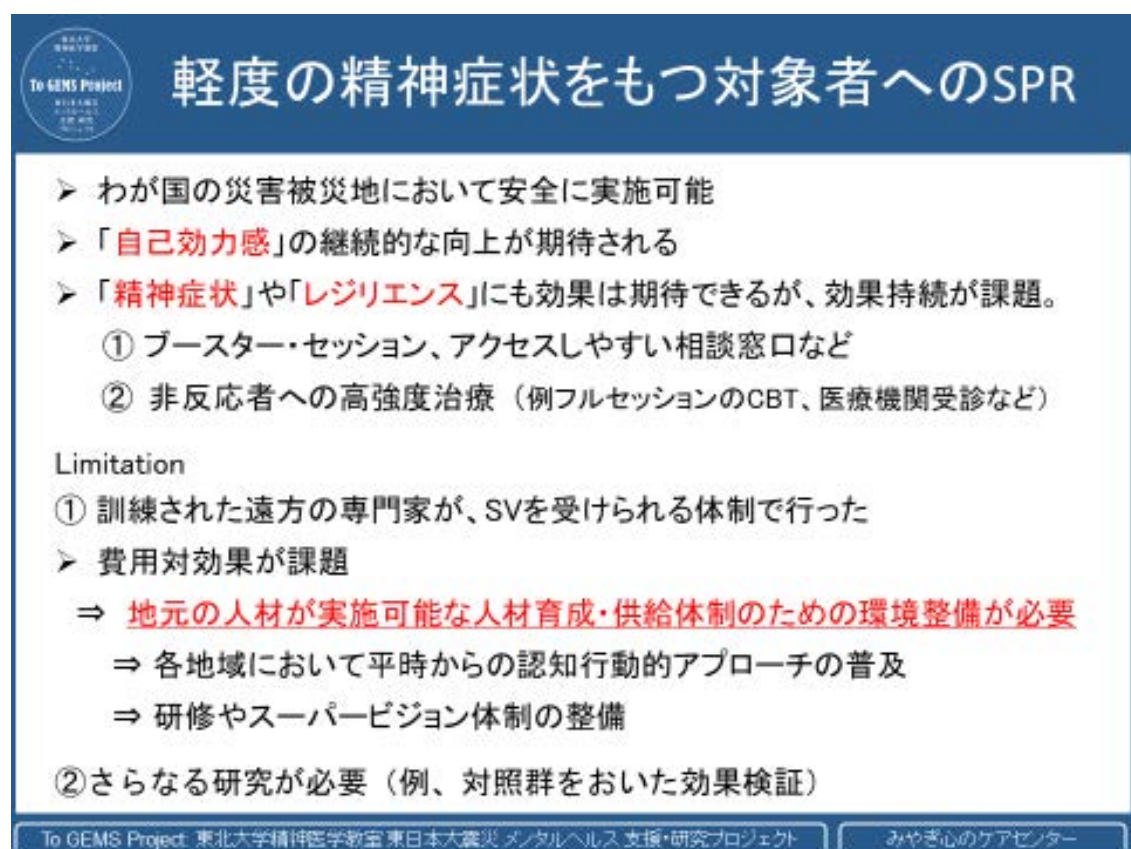 To GEMS Project
軽度の精神症状をもつ対象者へのSPR
➢ わが国の災害被災地において安全に実施可能
➢ 「自己効力感」の継続的な向上が期待される
➢ 「精神症状」や「レジリエンス」にも効果は期待できるが、効果持続が課題。
① ブースター・セッション、アクセスしやすい相談窓口など
② 非反応者への高強度治療（例フルセッションのCBT、医療機関受診など）
Limitation
① 訓練された遠方の専門家が、SVを受けられる体制で行った
➢ 費用対効果が課題
⇒ 地元の人材が実施可能な人材育成・供給体制のための環境整備が必要
⇒ 各地域において平時からの認知行動的アプローチの普及
⇒ 研修やスーパービジョン体制の整備
②さらなる研究が必要（例、対照群をおいた効果検証）
To GEMS Project 東北大学精神医学教室 東日本大震災 メンタルヘルス 支援・研究プロジェクト
みやぎ心のケアセンター